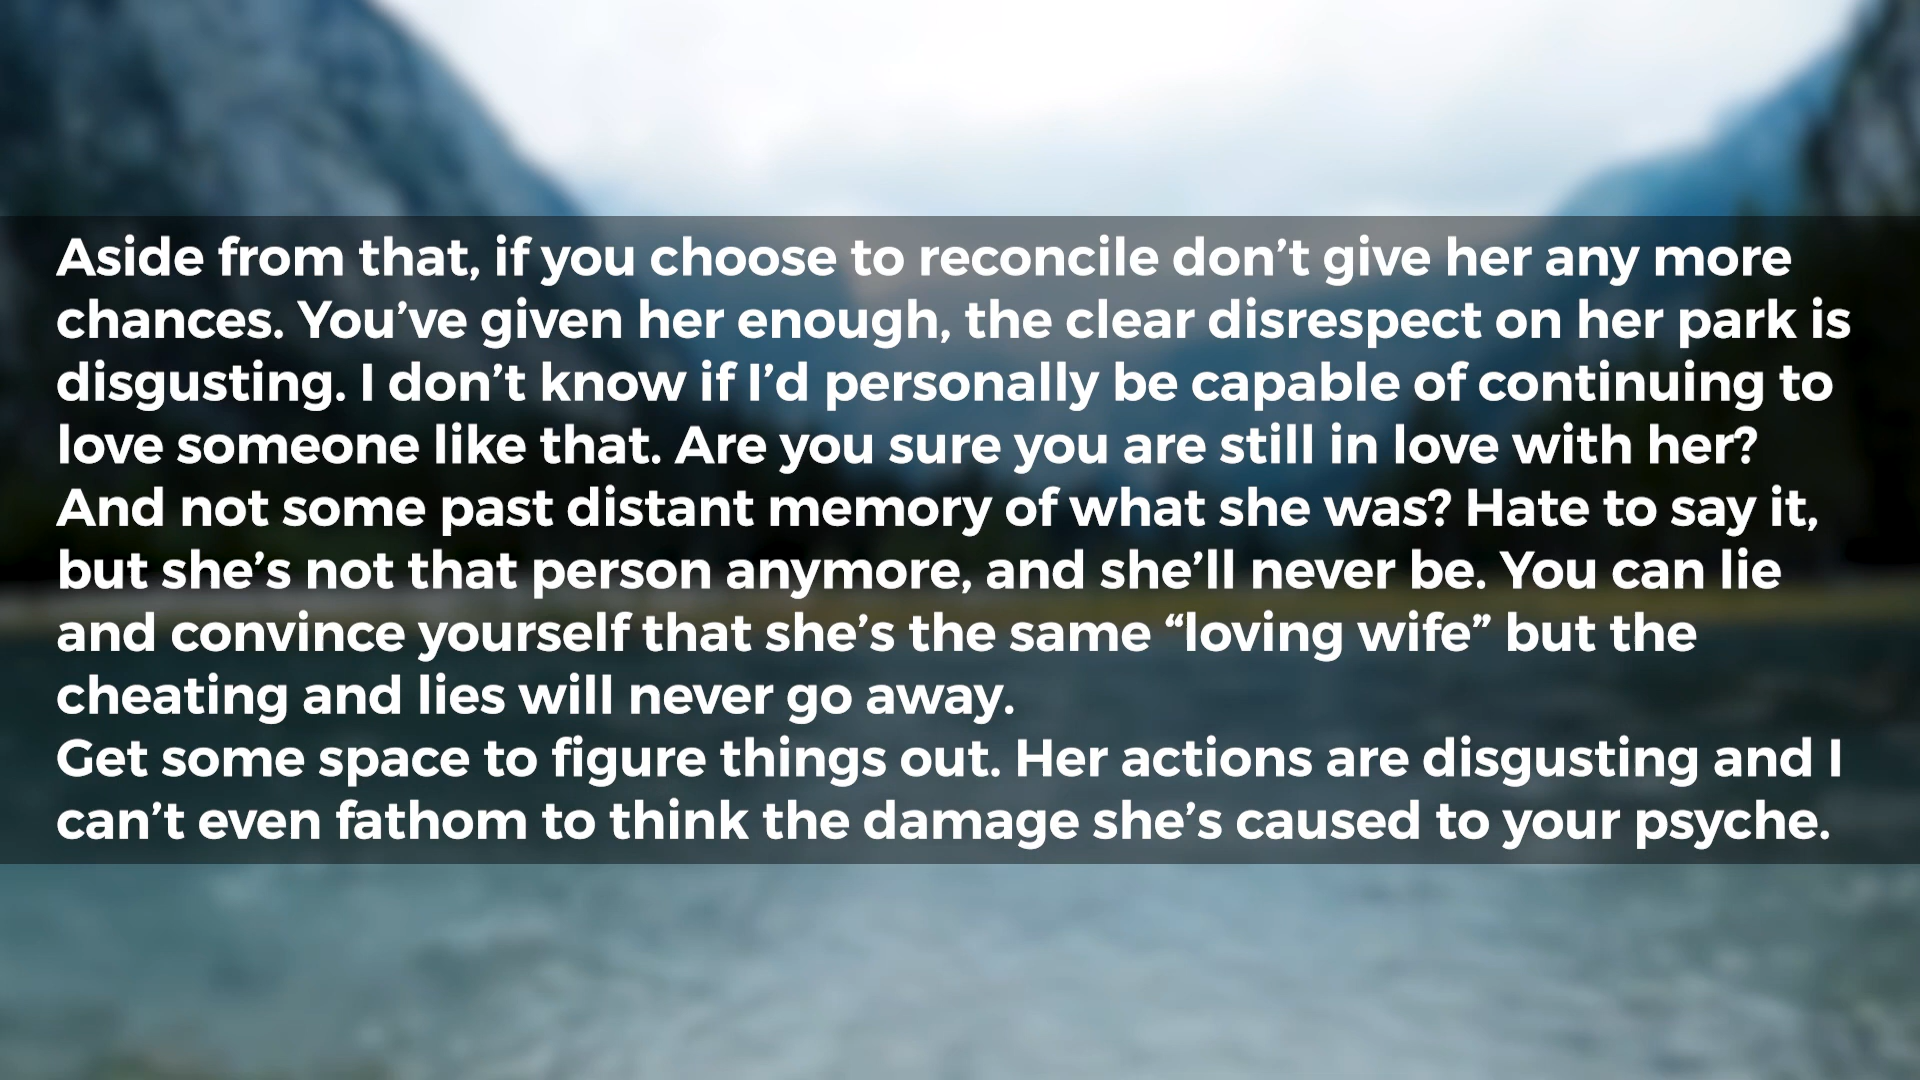 Aside from that, if you choose to reconcile don’t give her any more
chances. You’ve given her enough, the clear disrespect on her park is
disgusting. I don’t know if I’d personally be capable of continuing to
love someone like that. Are you sure you are still in love with her?
And not some past distant memory of what she was? Hate to say it,
but she’s not that person anymore, and she’ll never be. You can lie
and convince yourself that she’s the same “loving wife” but the
cheating and lies will never go away.
Get some space to figure things out. Her actions are disgusting and I
can’t even fathom to think the damage she’s caused to your psyche.